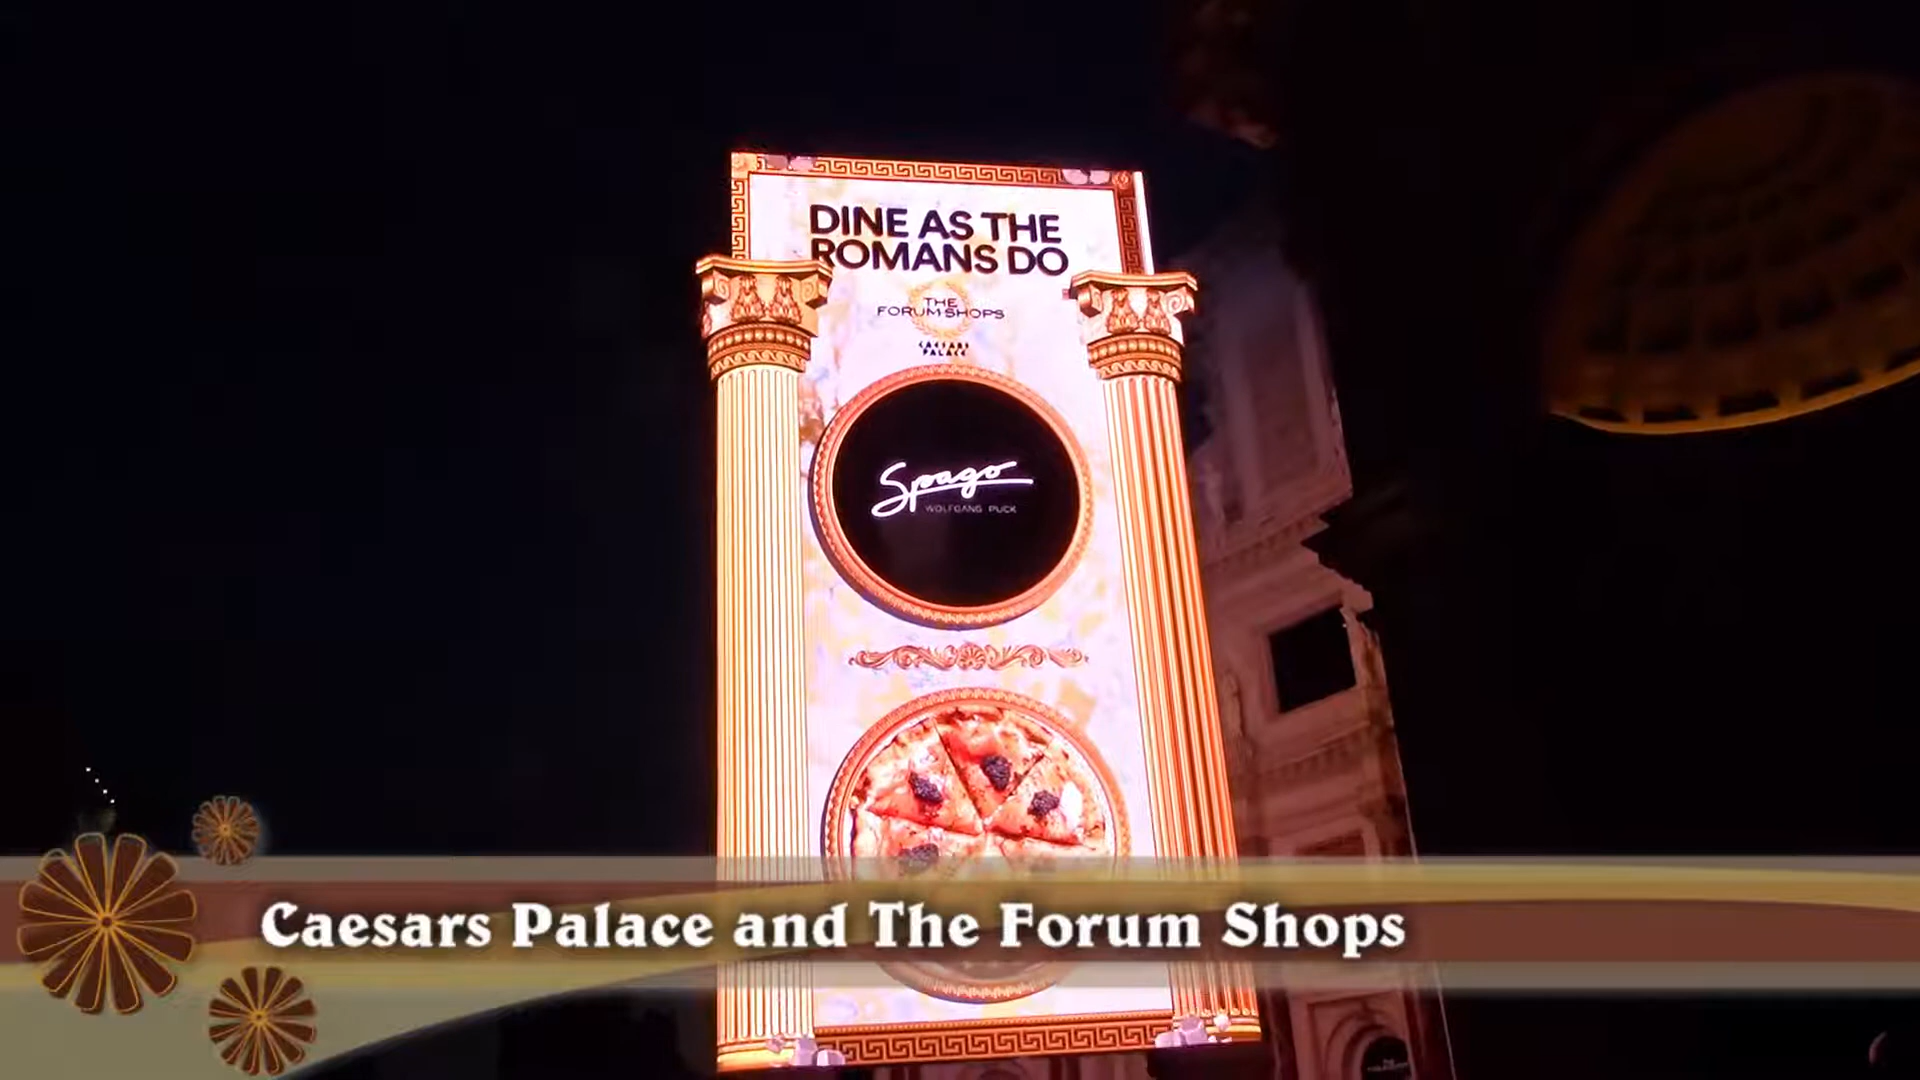 DINE AS THE
ROMANS DO
THE
FORUM SHOPS
CAESARS
PALACE
Spago
WOLFGANG PUCK
Caesars Palace and The Forum Shops